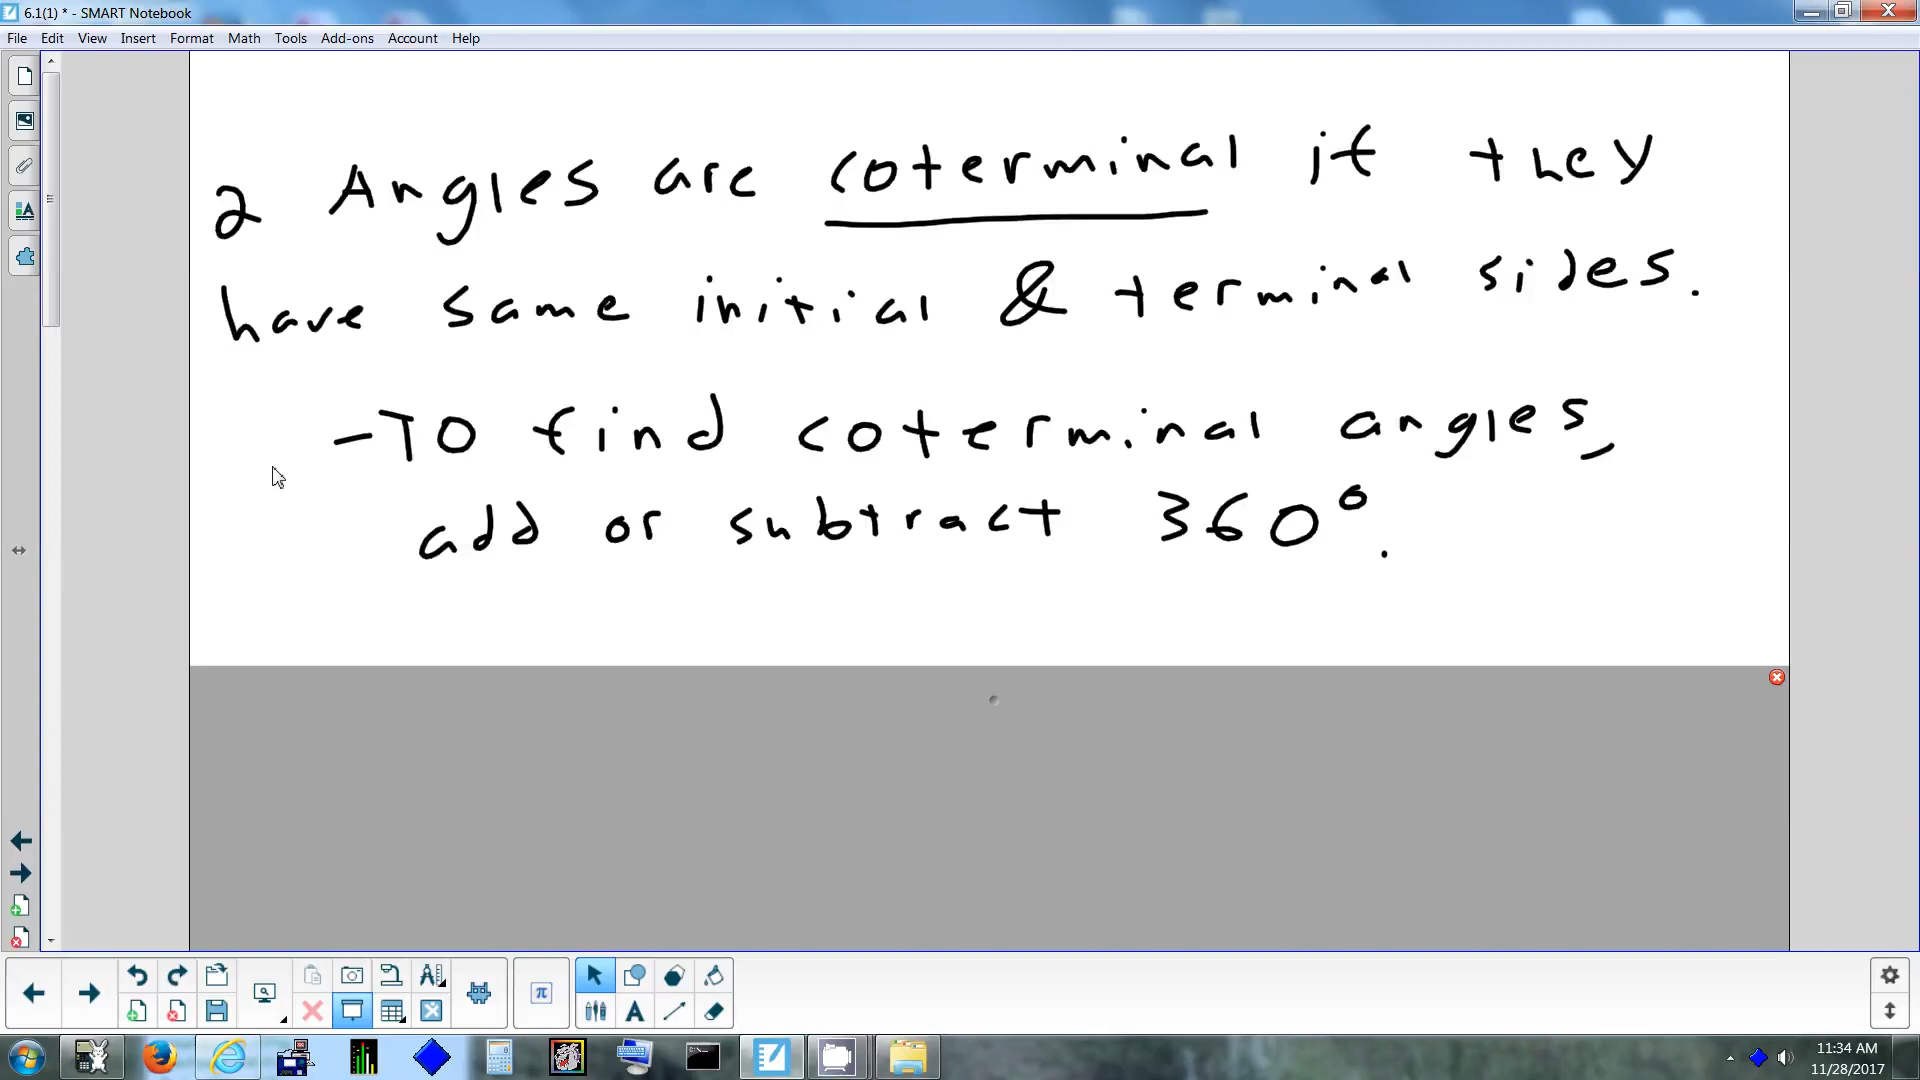 6.1(1) * - SMART Notebook
File Edit View Insert Format Math Tools Add-ons Account Help
2 Angles are coterminal if they
have same initial & terminal sides.
- To find coterminal angles,
add or subtract 360°.
11:34 AM
11/28/2017